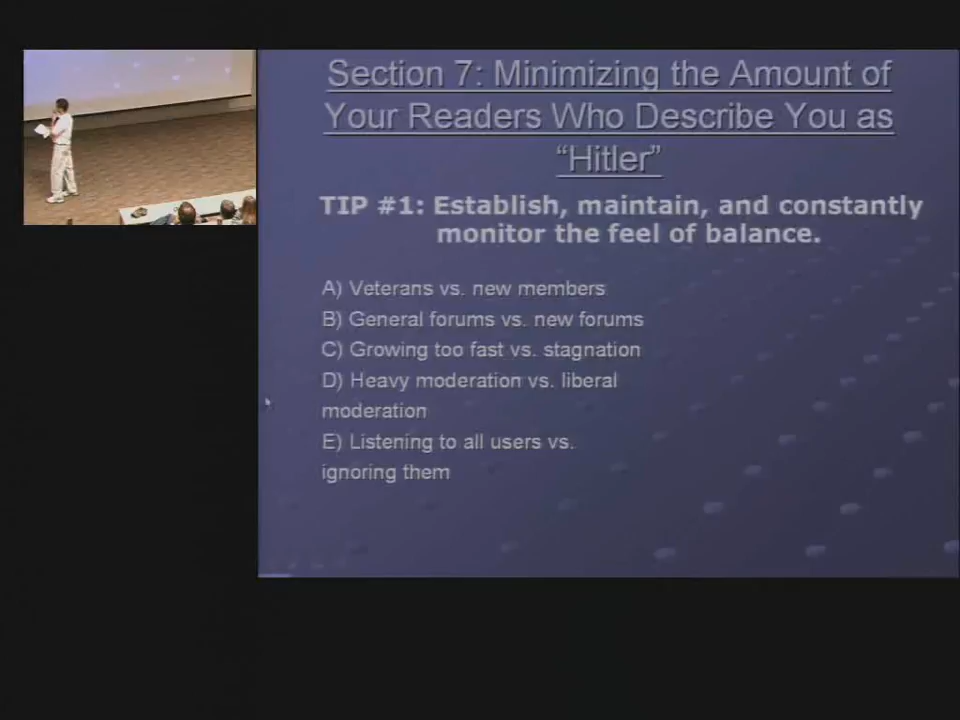 Section 7: Minimizing the Amount of
Your Readers Who Describe You as
“Hitler”
TIP #1: Establish, maintain, and constantly
monitor the feel of balance.
A) Veterans vs. new members
B) General forums vs. new forums
C) Growing too fast vs. stagnation
D) Heavy moderation vs. liberal
moderation
E) Listening to all users vs.
ignoring them